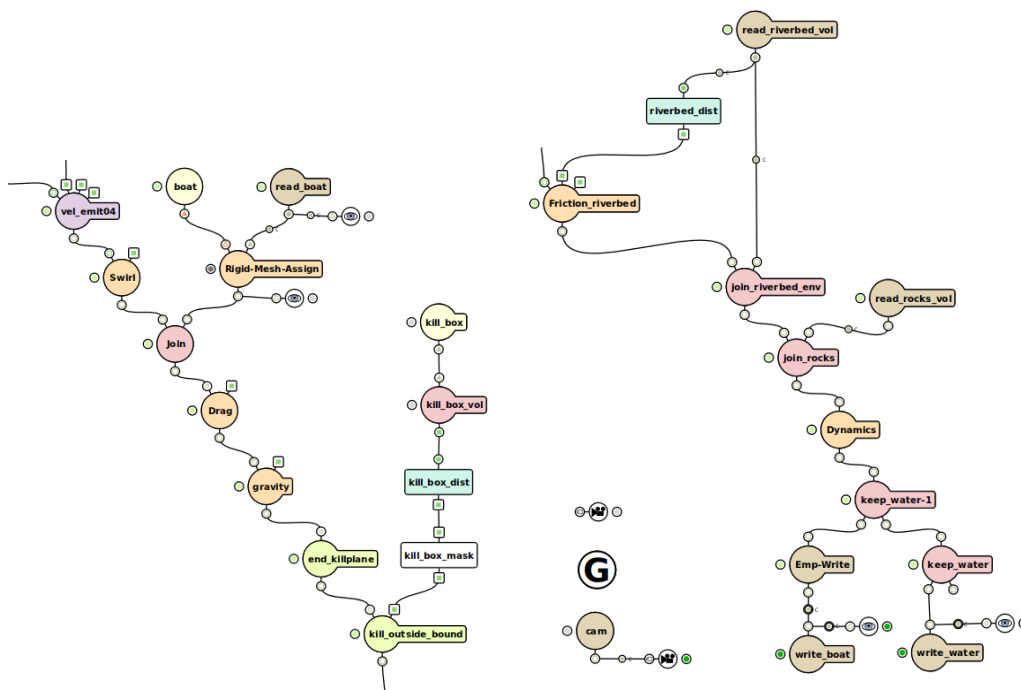 read_riverbed_vol
riverbed_dist
boat
read_boat
vel_emit04
Friction_riverbed
Swirl
Rigid-Mesh-Assign
join_riverbed_env
read_rocks_vol
kill_box
Join
join_rocks
kill_box_vol
Drag
Dynamics
gravity
kill_box_dist
keep_water-1
end_killplane
kill_box_mask
Emp-Write
keep_water
G
cam
kill_outside_bound
write_boat
write_water